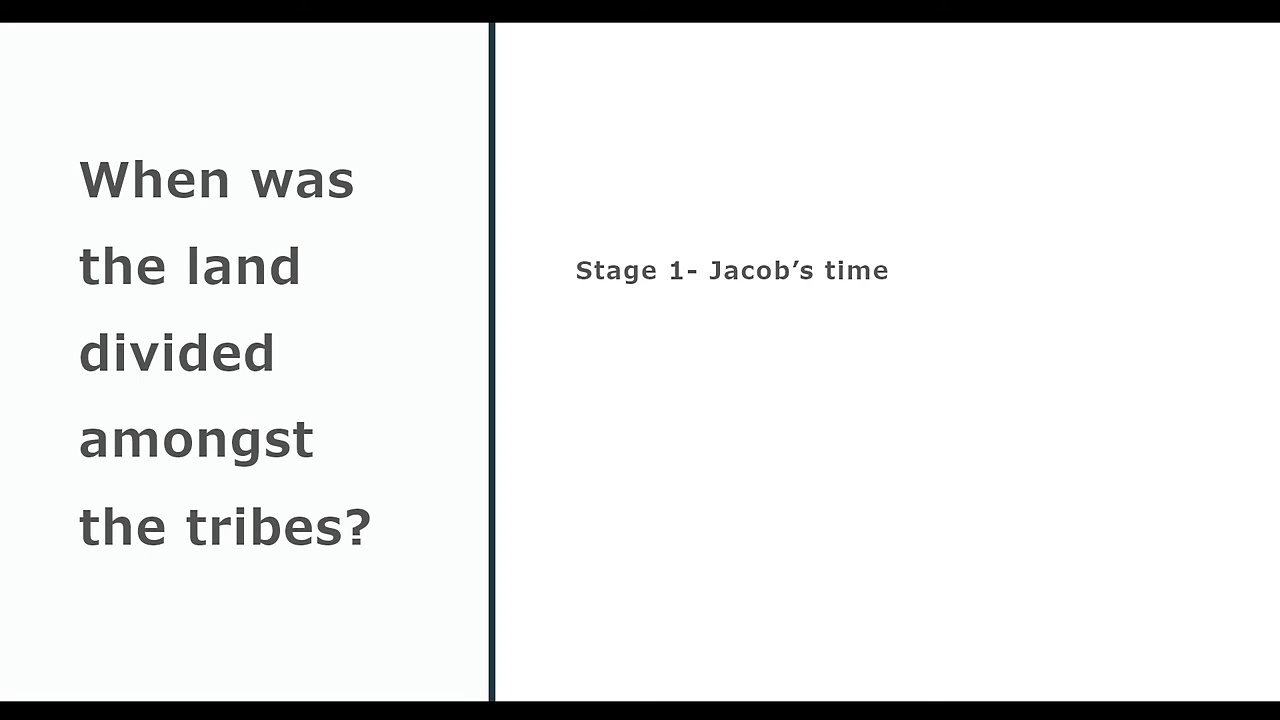 When was
the land
divided
amongst
the tribes?
Stage 1- Jacob’s time